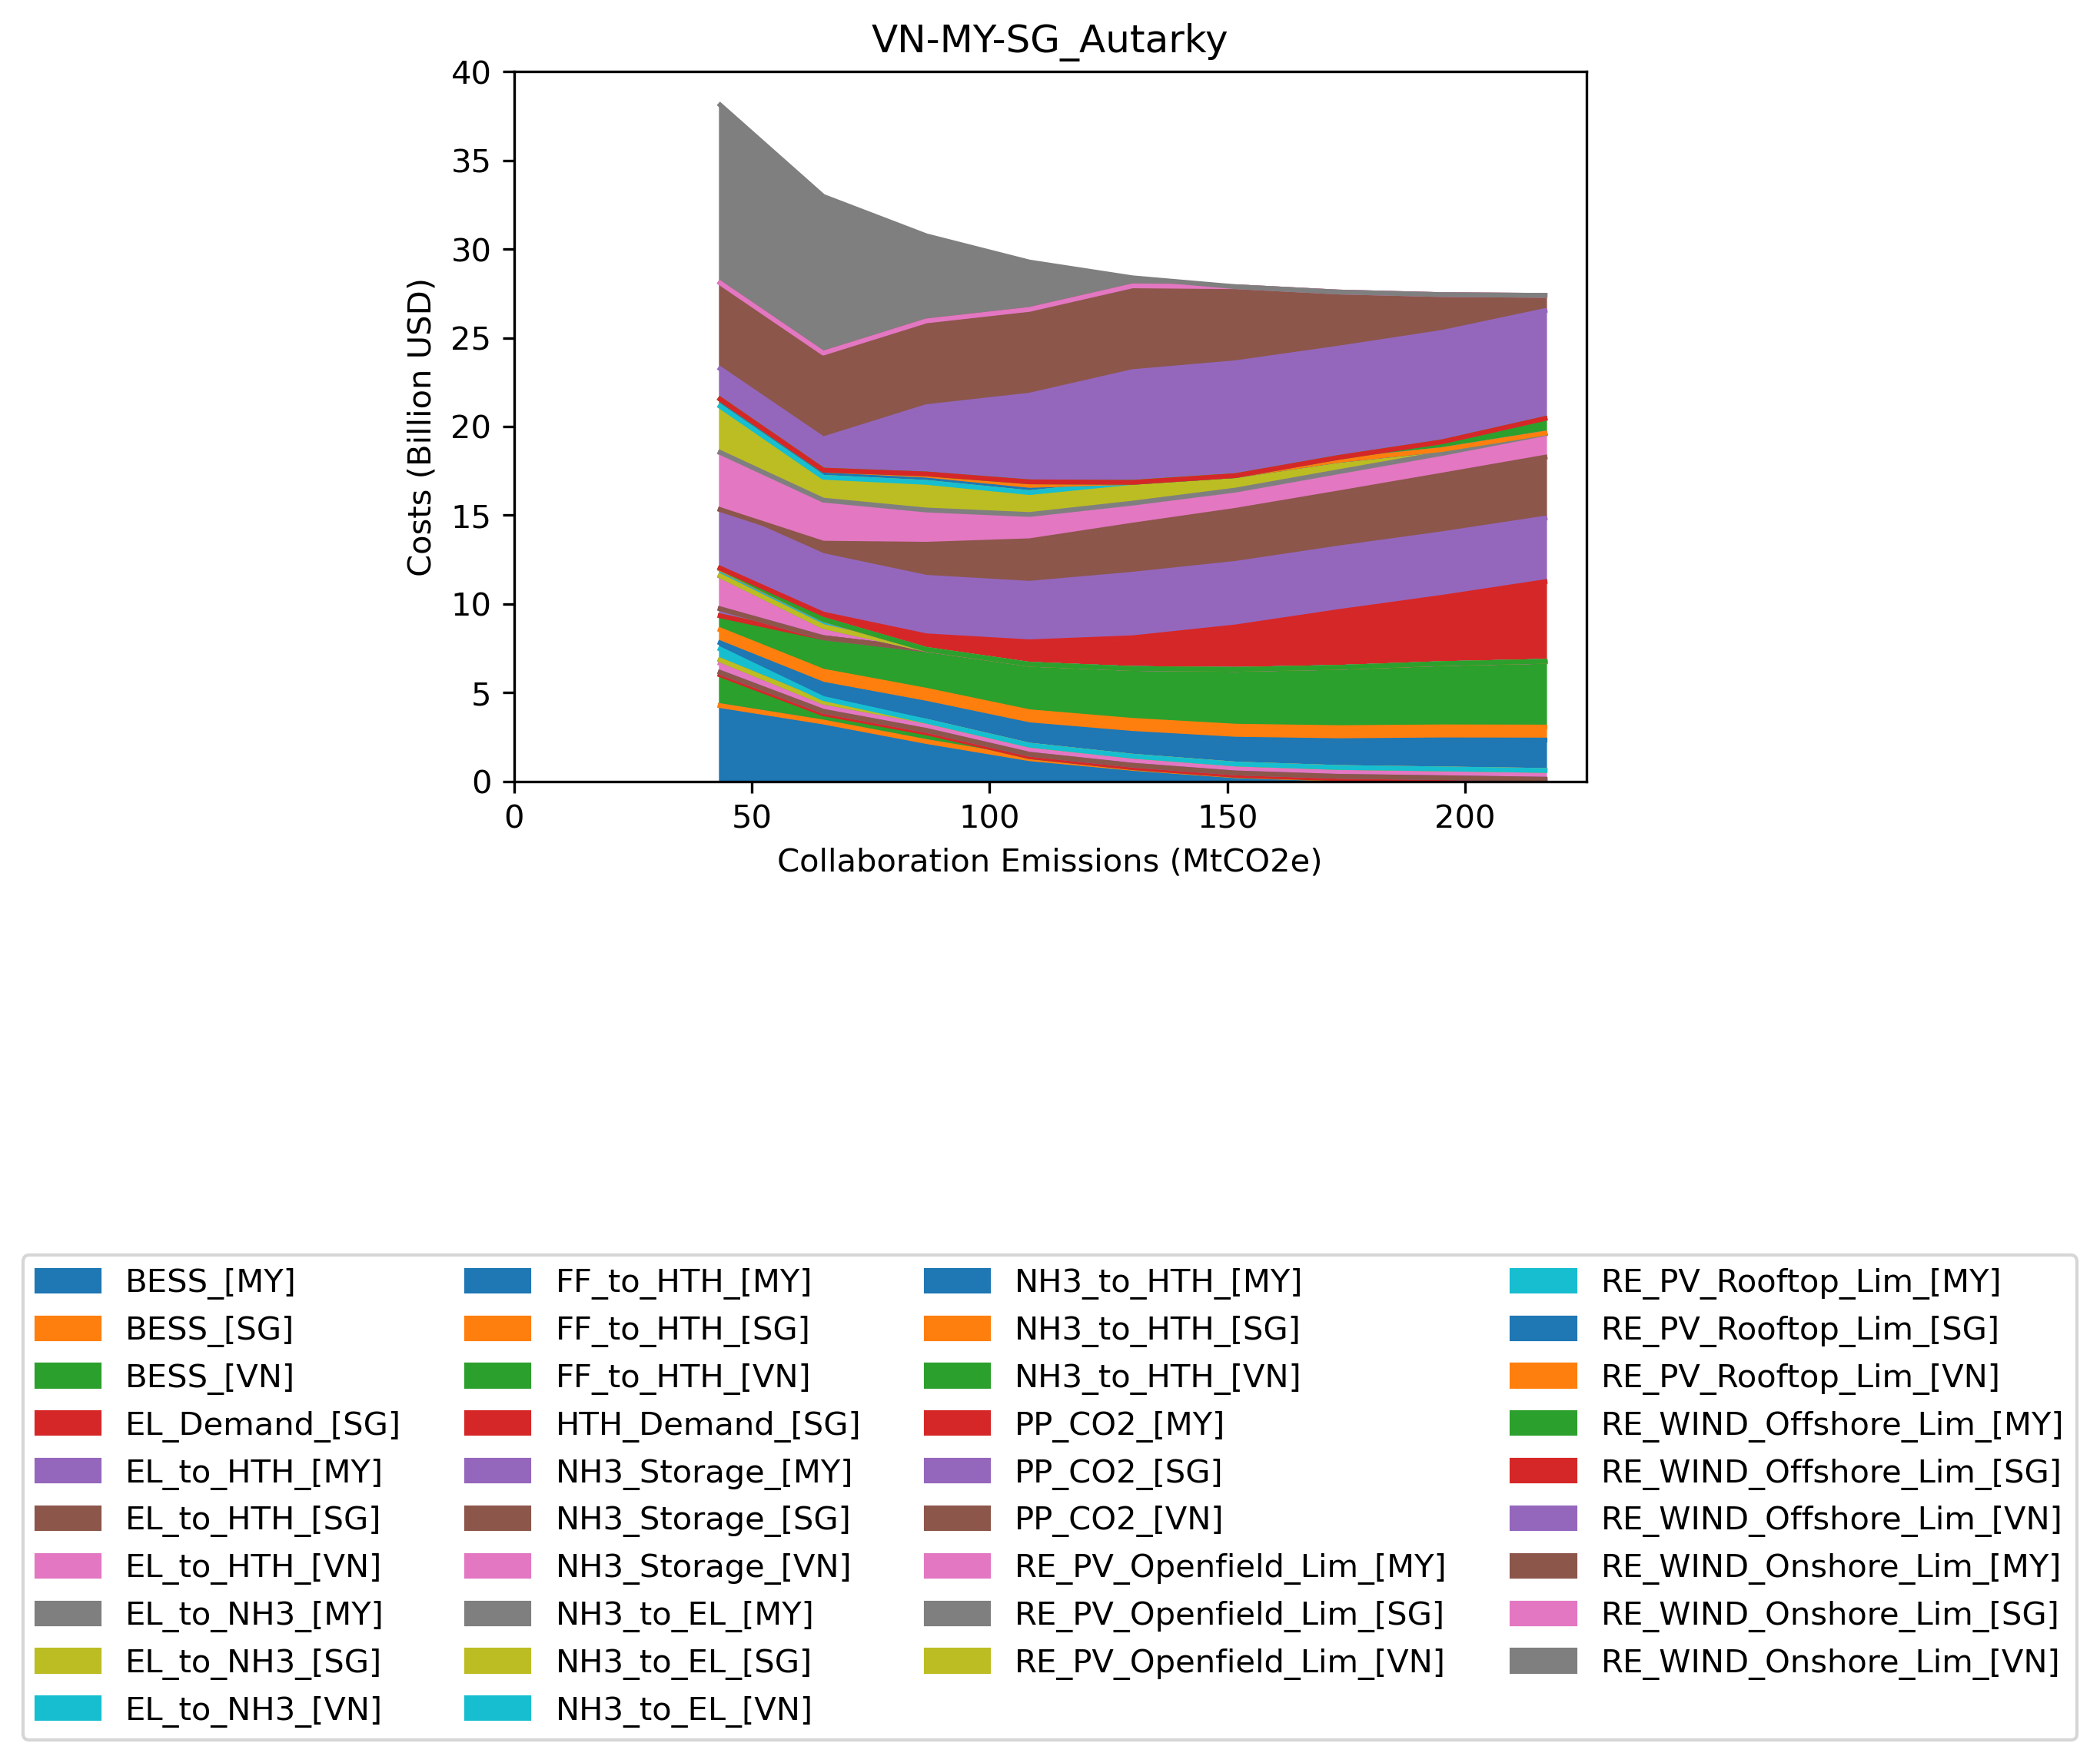 VN-MY-SG_Autarky
40
35
30
25
20
15
10
5
0
Costs (Billion USD)
0 50 100 150 200
Collaboration Emissions (MtCO2e)
BESS_[MY]
BESS_[SG]
BESS_[VN]
EL_Demand_[SG]
EL_to_HTH_[MY]
EL_to_HTH_[SG]
EL_to_HTH_[VN]
EL_to_NH3_[MY]
EL_to_NH3_[SG]
EL_to_NH3_[VN]
FF_to_HTH_[MY]
FF_to_HTH_[SG]
FF_to_HTH_[VN]
HTH_Demand_[SG]
NH3_Storage_[MY]
NH3_Storage_[SG]
NH3_Storage_[VN]
NH3_to_EL_[MY]
NH3_to_EL_[SG]
NH3_to_EL_[VN]
NH3_to_HTH_[MY]
NH3_to_HTH_[SG]
NH3_to_HTH_[VN]
PP_CO2_[MY]
PP_CO2_[SG]
PP_CO2_[VN]
RE_PV_Openfield_Lim_[MY]
RE_PV_Openfield_Lim_[SG]
RE_PV_Openfield_Lim_[VN]
RE_PV_Rooftop_Lim_[MY]
RE_PV_Rooftop_Lim_[SG]
RE_PV_Rooftop_Lim_[VN]
RE_WIND_Offshore_Lim_[MY]
RE_WIND_Offshore_Lim_[SG]
RE_WIND_Offshore_Lim_[VN]
RE_WIND_Onshore_Lim_[MY]
RE_WIND_Onshore_Lim_[SG]
RE_WIND_Onshore_Lim_[VN]